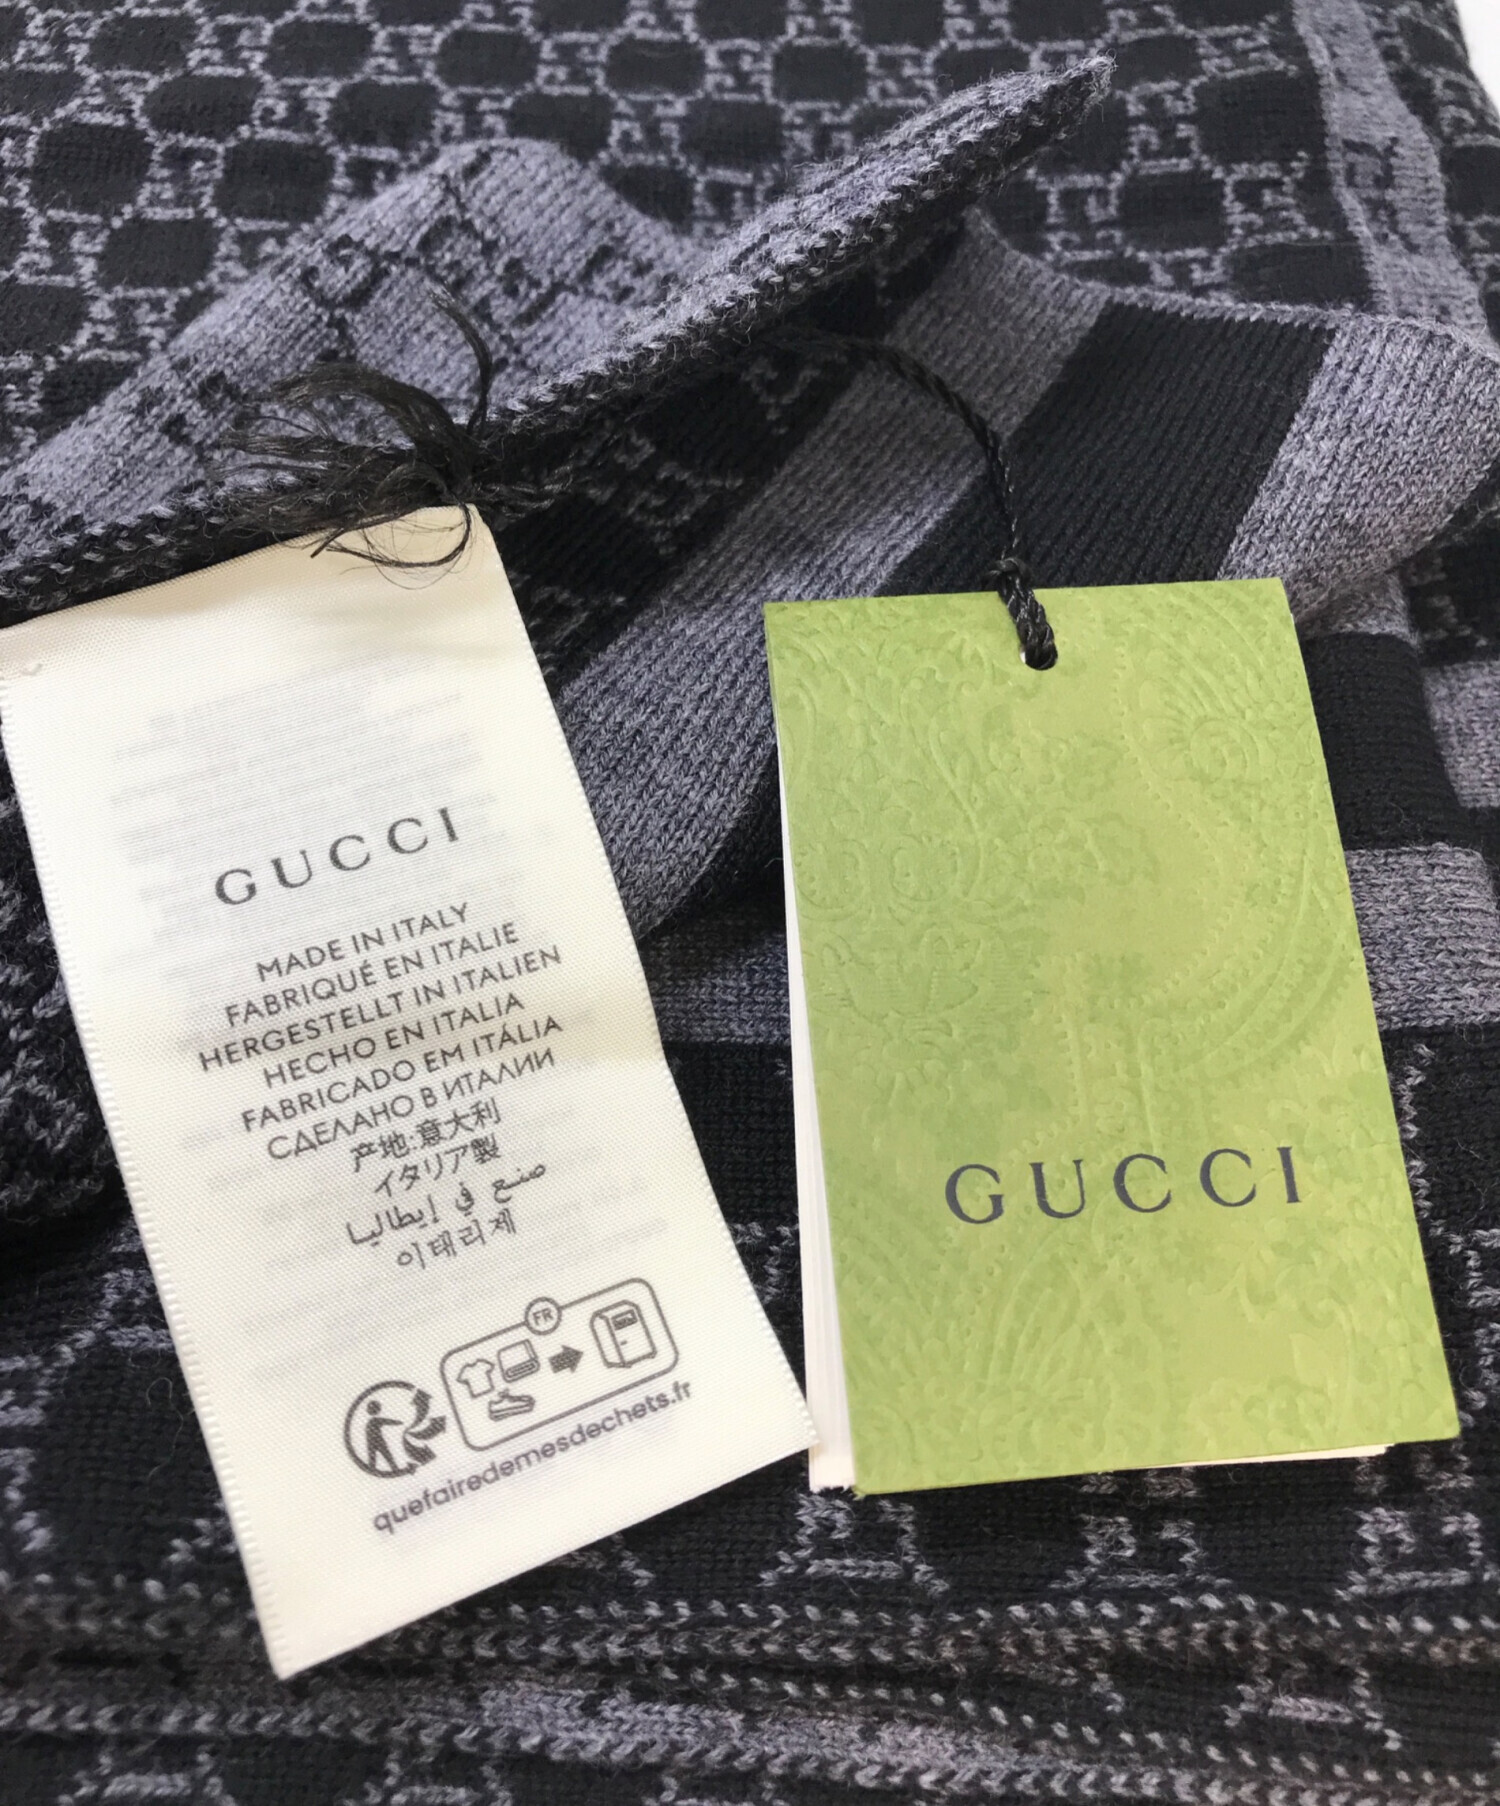 GUCCI
MADE IN ITALY
FABRIQUÉ EN ITALIE
HERGESTELLT IN ITALIEN
HECHO EN ITALIA
FABRICADO EM ITÁLIA
СДЕЛАНО В ИТАЛИИ
产地:意大利
イタリア製
صنع في إيطاليا
이태리제
FR
quefairedemesdechets.fr
GUCCI